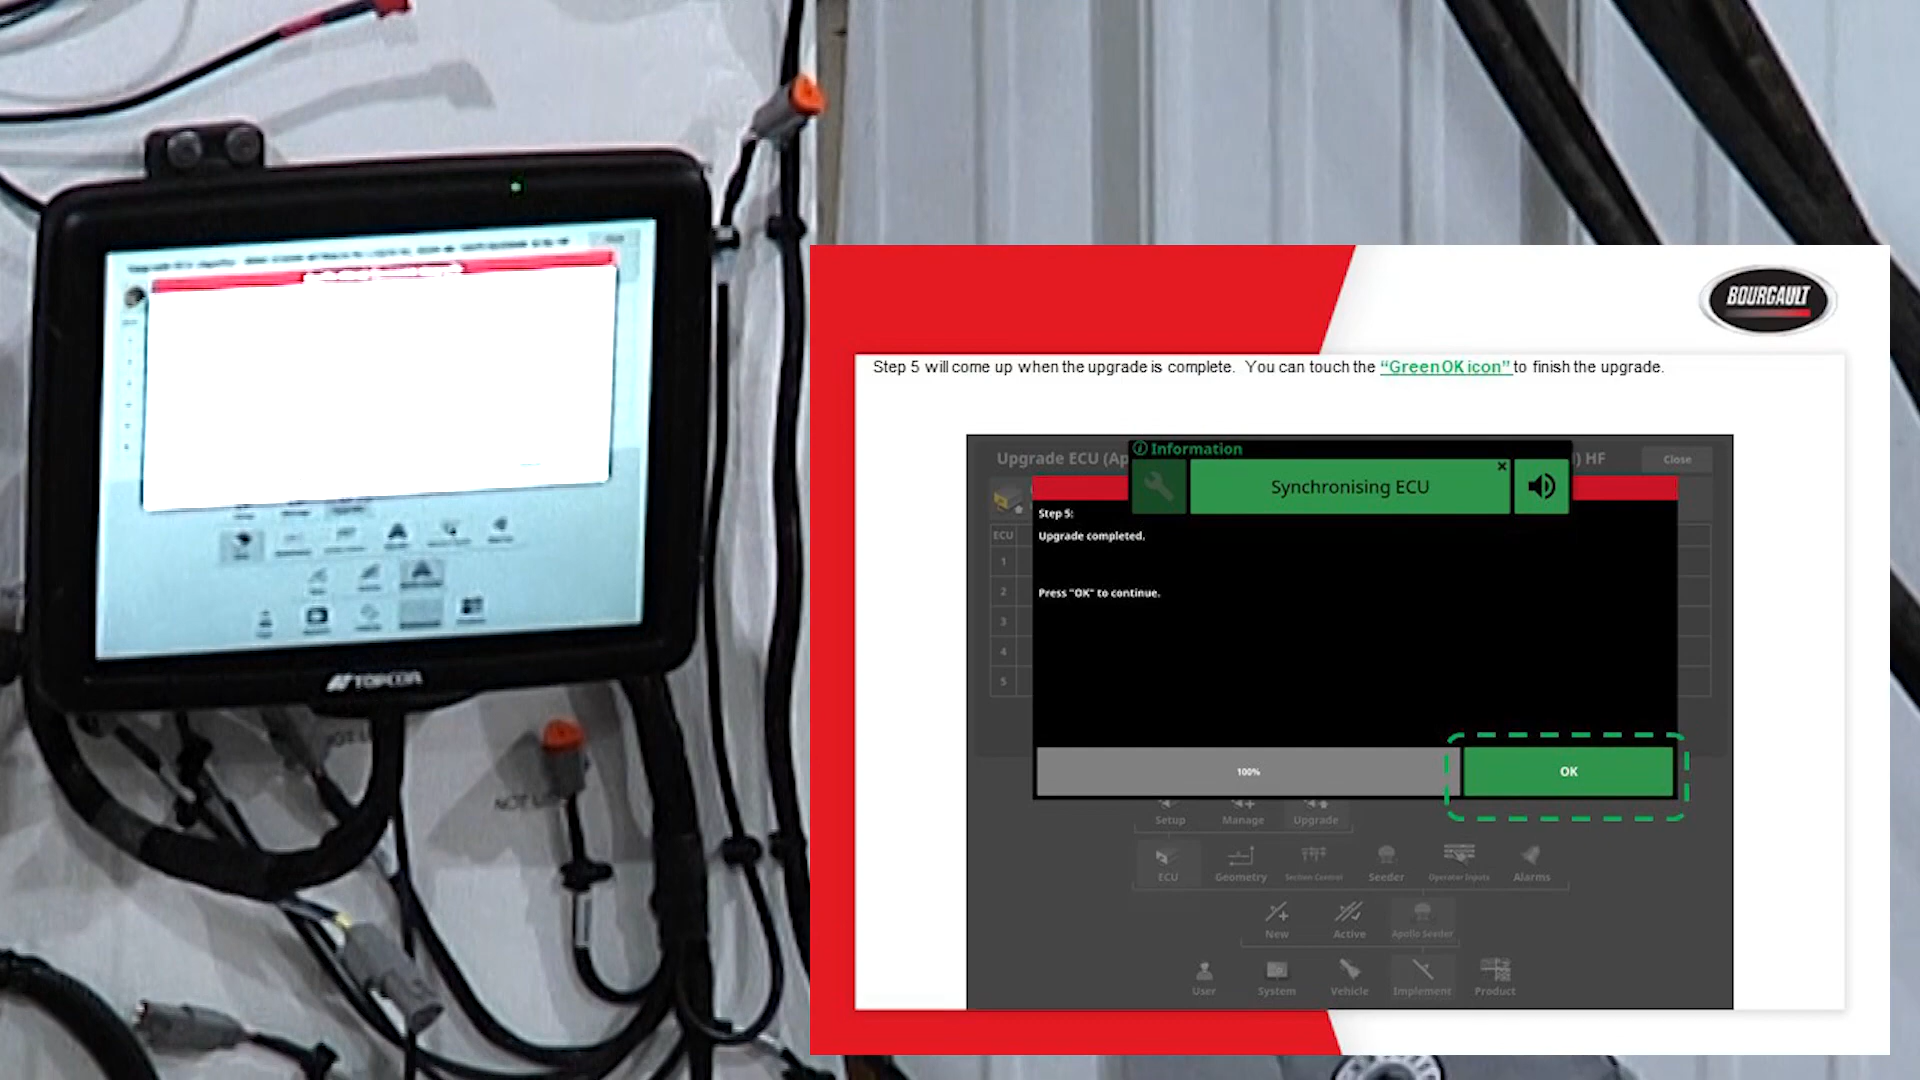 TOPCON
NOT U
BOURGAULT
Step 5 will come up when the upgrade is complete. You can touch the “Green OK icon” to finish the upgrade.
Information
Upgrade ECU (Ap
) HF
Close
Synchronising ECU
Step 5:
Upgrade completed.
Press "OK" to continue.
ECU
1
2
3
4
5
100%
OK
Setup Manage Upgrade
ECU Geometry Section Control Seeder Operator Inputs Alarms
New Active Apollo Seeder
User System Vehicle Implement Product